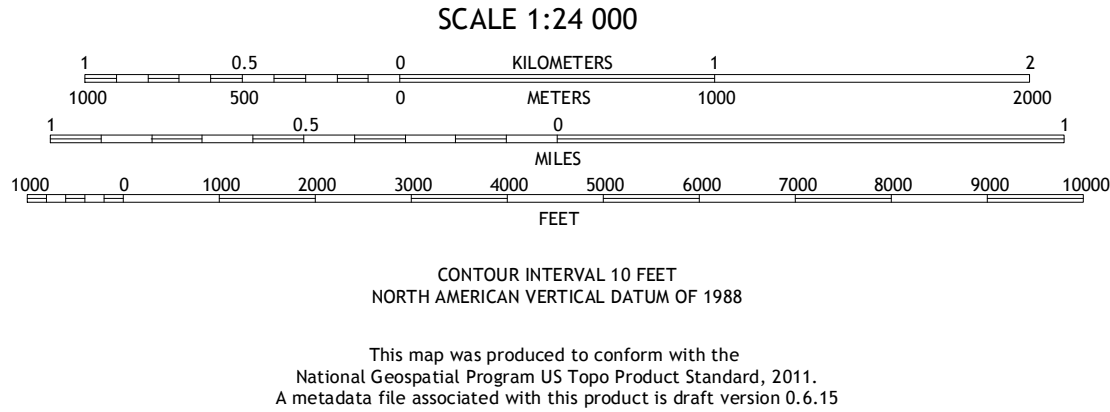 SCALE 1:24 000
1 0.5 0 KILOMETERS 1 2
1000 500 0 METERS 1000 2000
1 0.5 0 1
MILES
1000 0 1000 2000 3000 4000 5000 6000 7000 8000 9000 10000
FEET
CONTOUR INTERVAL 10 FEET
NORTH AMERICAN VERTICAL DATUM OF 1988
This map was produced to conform with the
National Geospatial Program US Topo Product Standard, 2011.
A metadata file associated with this product is draft version 0.6.15